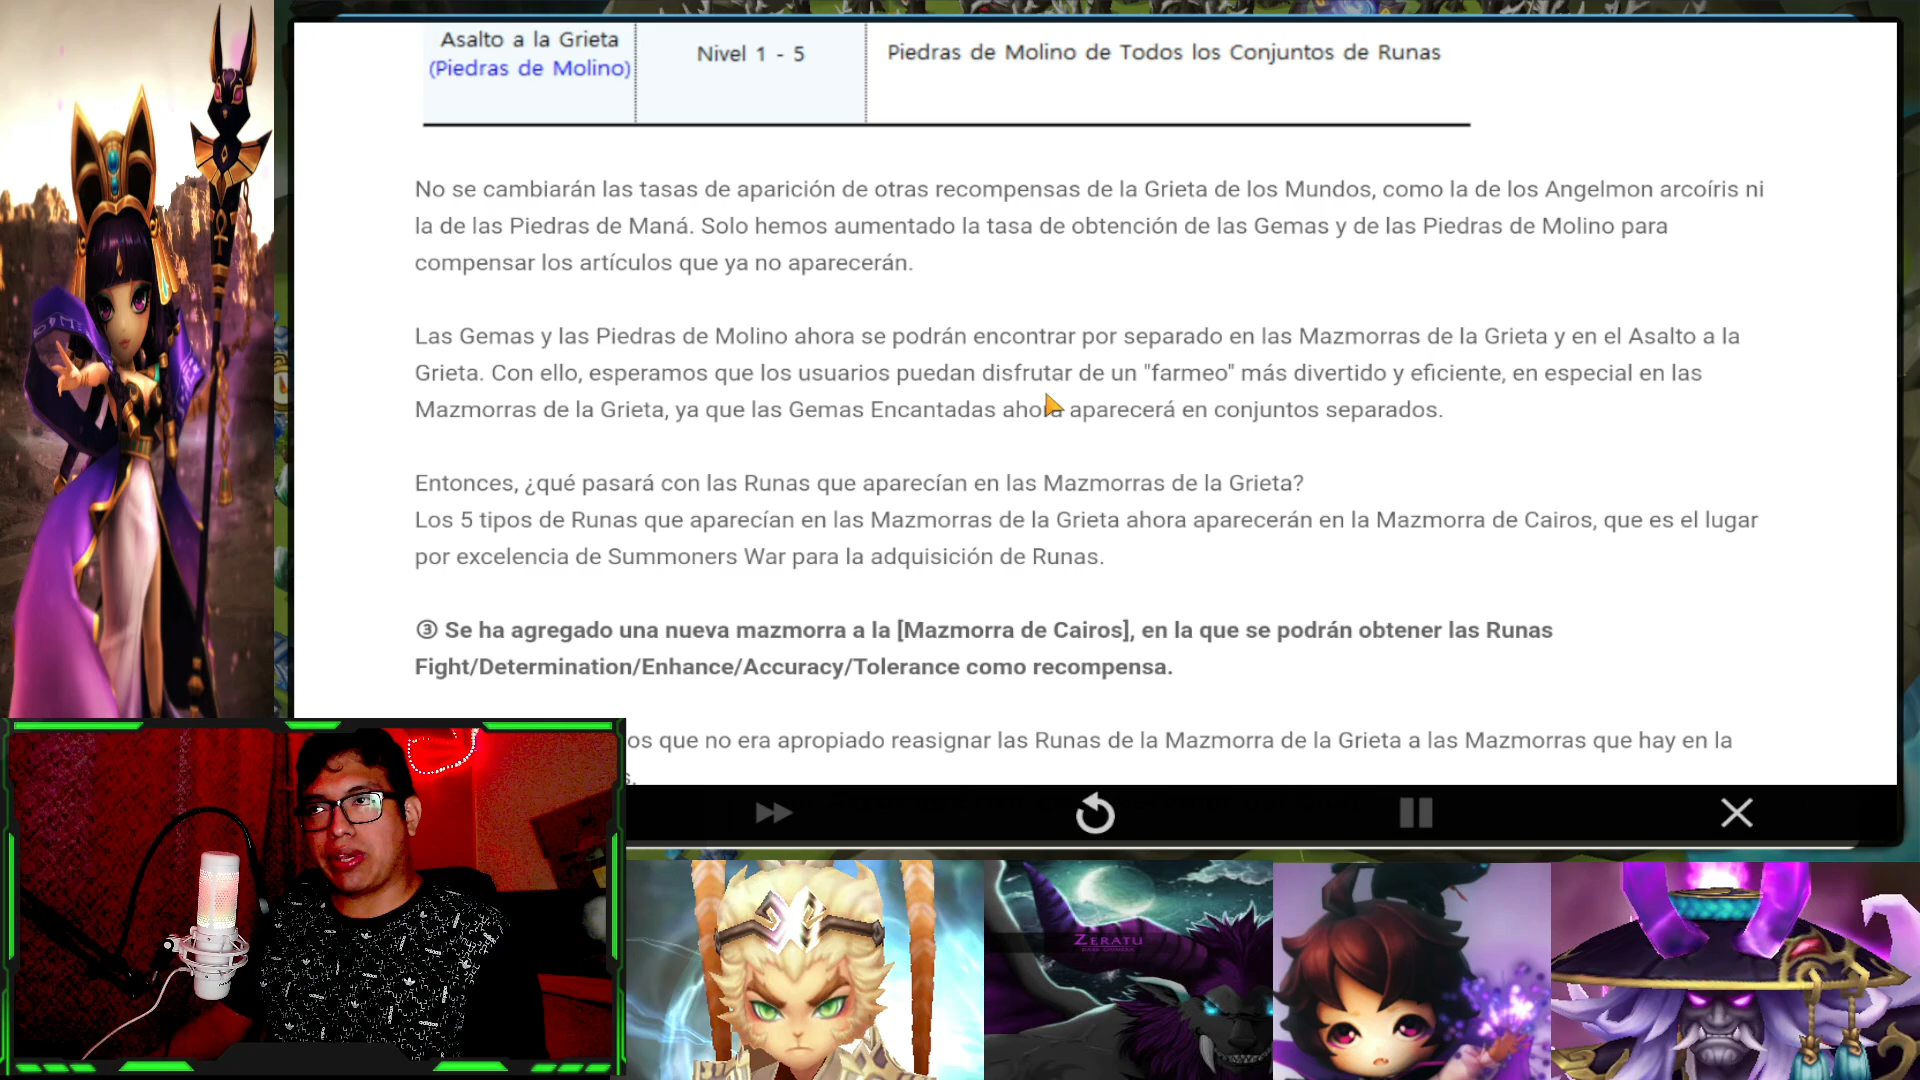 Asalto a la Grieta
(Piedras de Molino)
Nivel 1 - 5
Piedras de Molino de Todos los Conjuntos de Runas
No se cambiarán las tasas de aparición de otras recompensas de la Grieta de los Mundos, como la de los Angelmon arcoíris ni
la de las Piedras de Maná. Solo hemos aumentado la tasa de obtención de las Gemas y de las Piedras de Molino para
compensar los artículos que ya no aparecerán.
Las Gemas y las Piedras de Molino ahora se podrán encontrar por separado en las Mazmorras de la Grieta y en el Asalto a la
Grieta. Con ello, esperamos que los usuarios puedan disfrutar de un "farmeo" más divertido y eficiente, en especial en las
Mazmorras de la Grieta, ya que las Gemas Encantadas ahora aparecerá en conjuntos separados.
Entonces, ¿qué pasará con las Runas que aparecían en las Mazmorras de la Grieta?
Los 5 tipos de Runas que aparecían en las Mazmorras de la Grieta ahora aparecerán en la Mazmorra de Cairos, que es el lugar
por excelencia de Summoners War para la adquisición de Runas.
③ Se ha agregado una nueva mazmorra a la [Mazmorra de Cairos], en la que se podrán obtener las Runas
Fight/Determination/Enhance/Accuracy/Tolerance como recompensa.
os que no era apropiado reasignar las Runas de la Mazmorra de la Grieta a las Mazmorras que hay en la
s.
ZERATU